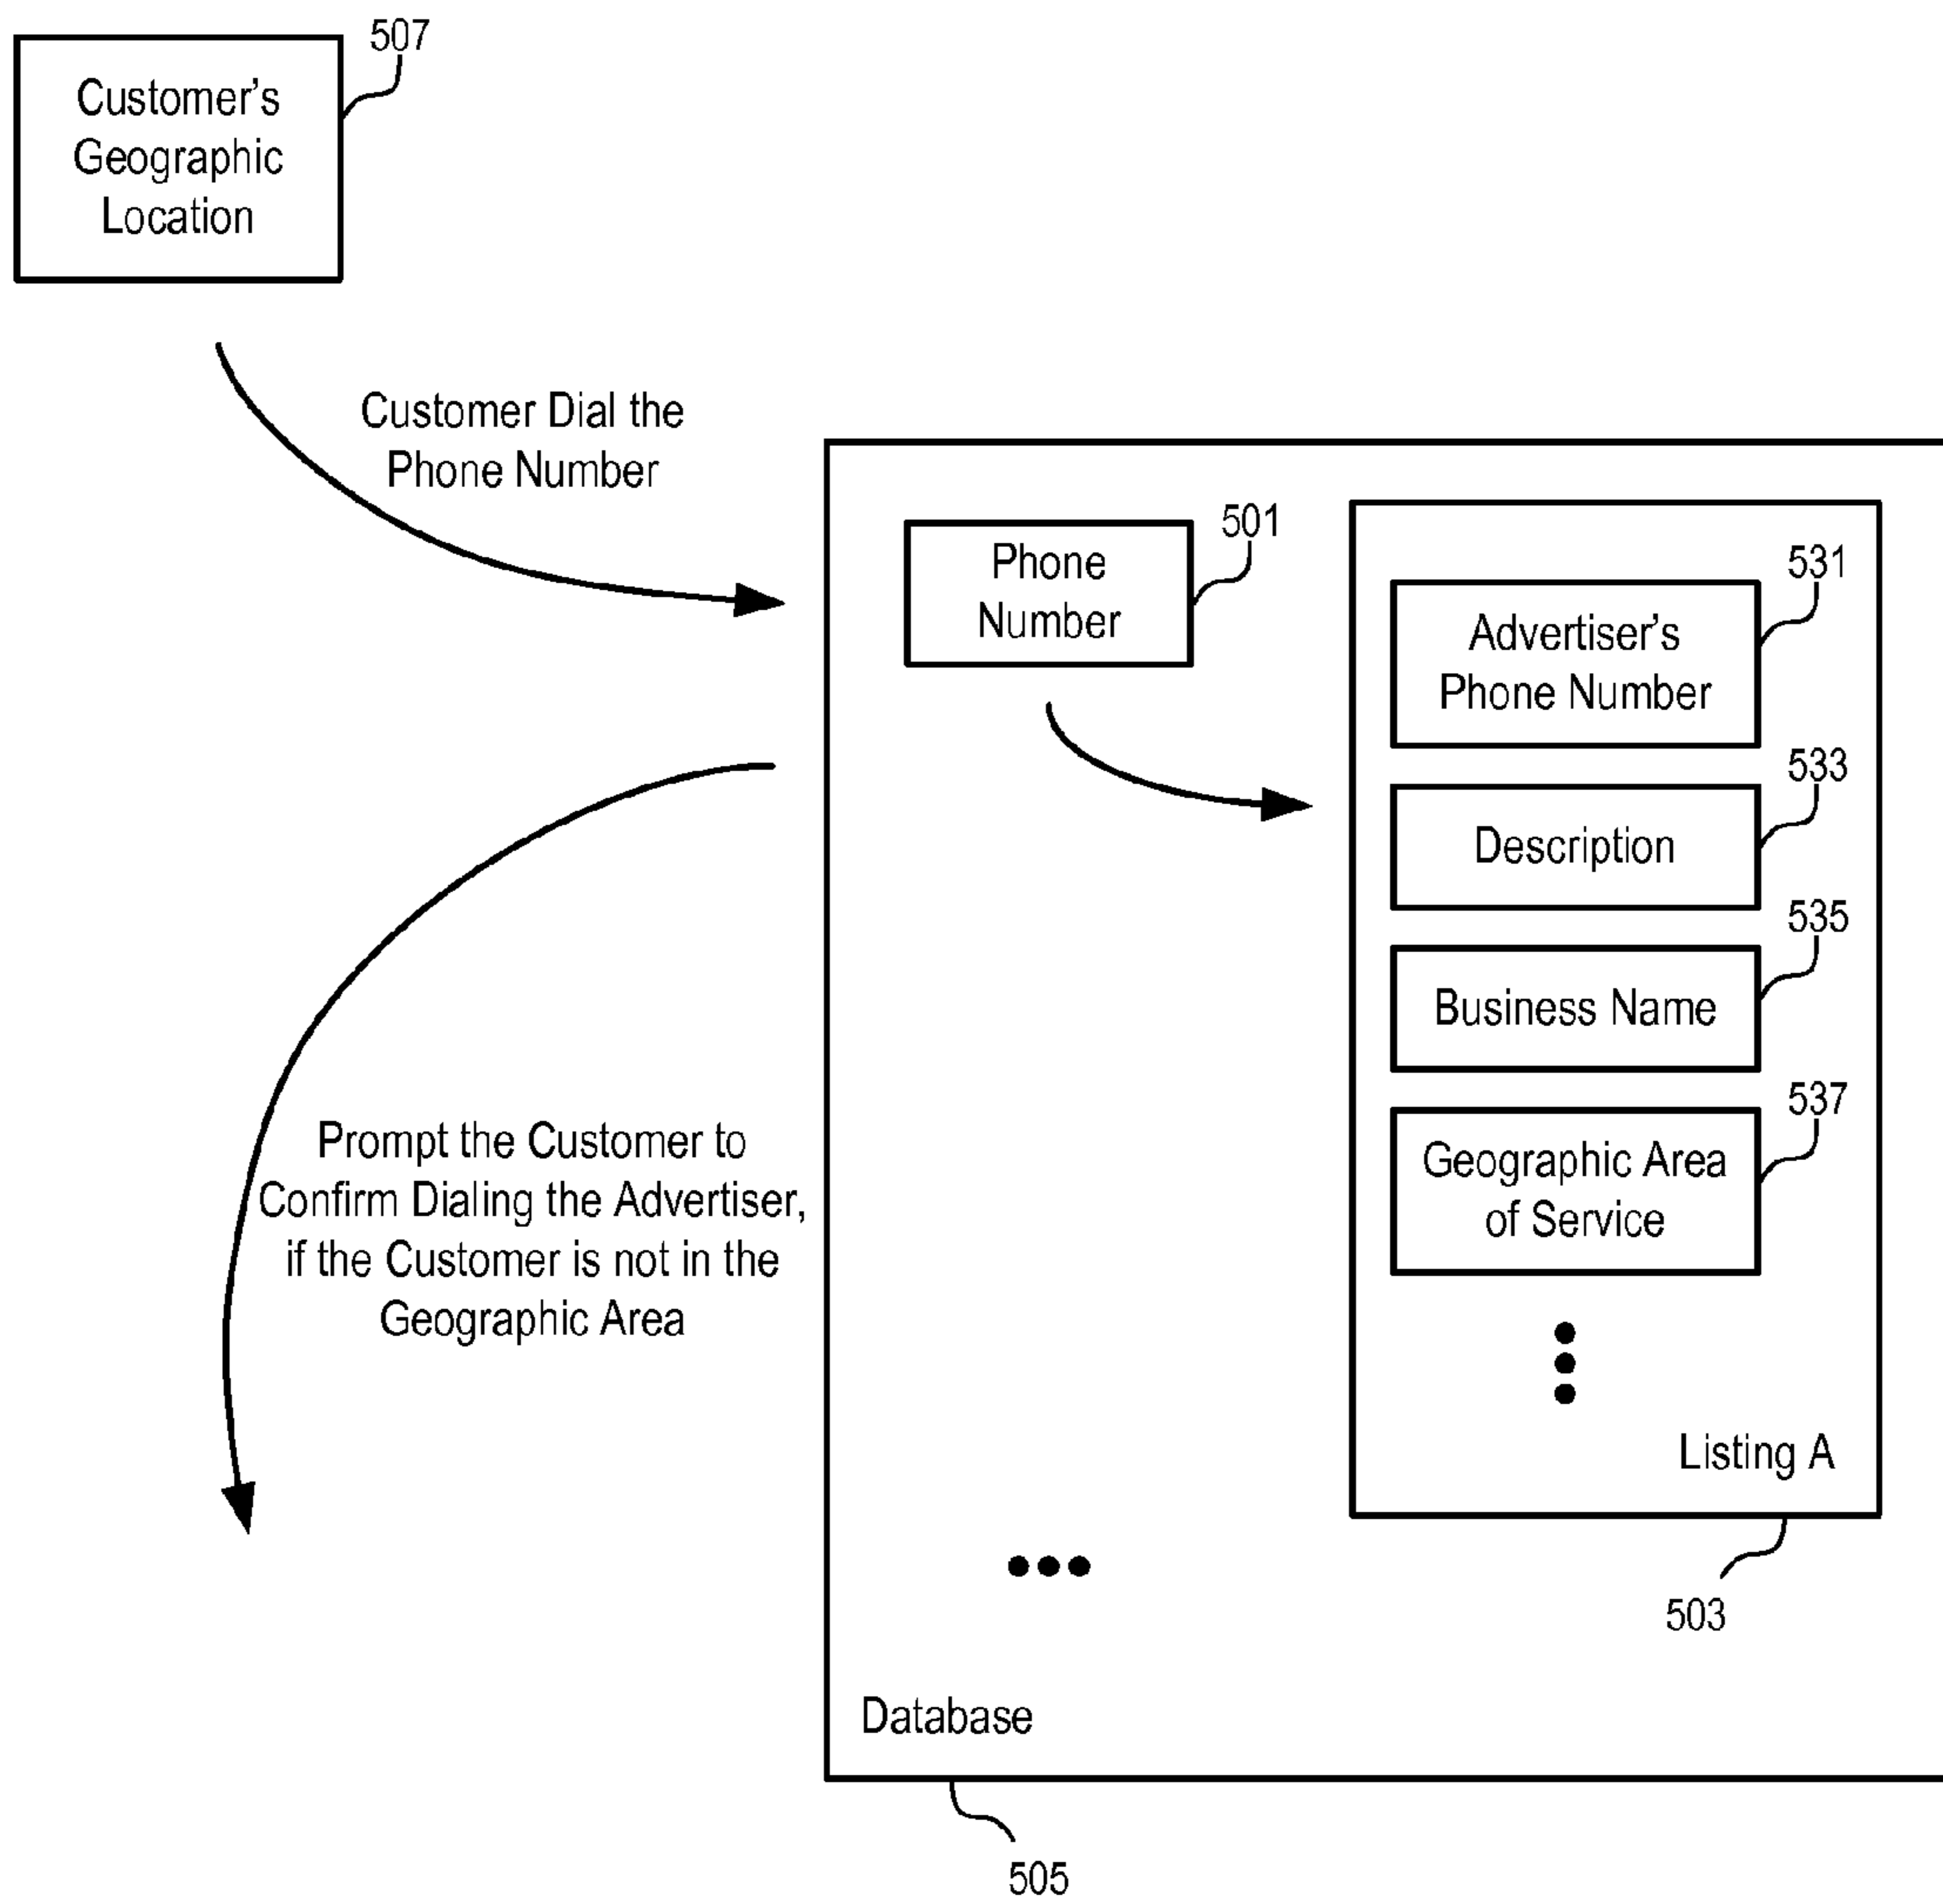 507
Customer's
Geographic
Location
Customer Dial the
Phone Number
501
Phone
Number
531
Advertiser's
Phone Number
533
Description
535
Business Name
537
Geographic Area
of Service
Prompt the Customer to
Confirm Dialing the Advertiser,
if the Customer is not in the
Geographic Area
Listing A
503
Database
505